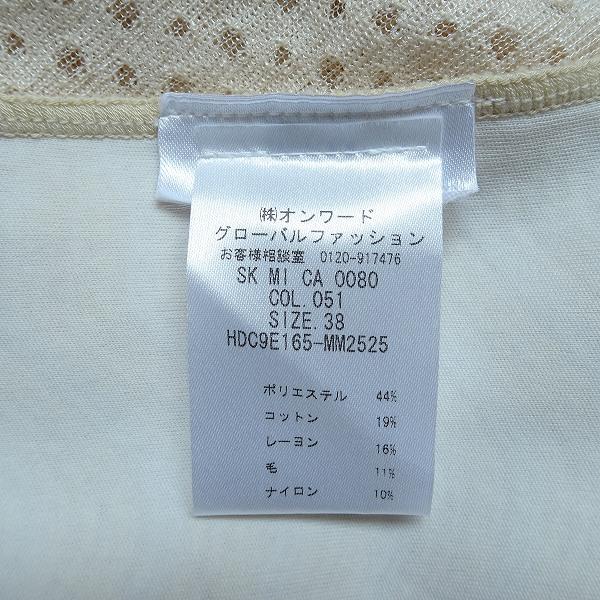 ㈱オンワード
グローバルファッション
お客様相談室 0120-917476
SK MI CA 0080
COL.051
SIZE.38
HDC9E165-MM2525
ポリエステル 44%
コットン 19%
レーヨン 16%
毛 11%
ナイロン 10%